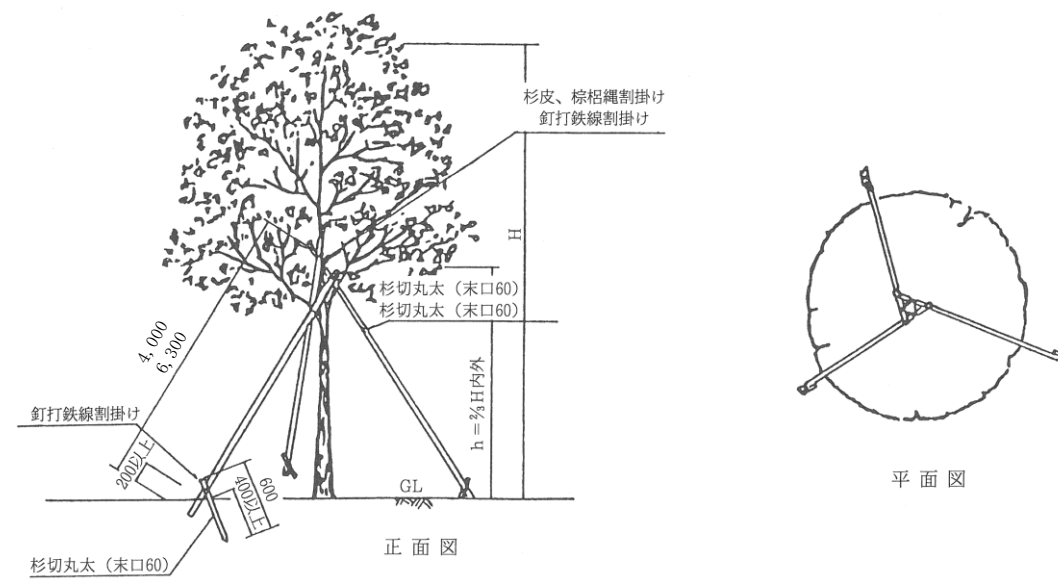 杉皮、棕梠縄割掛け
釘打鉄線割掛け
H
杉切丸太（末口60）
杉切丸太（末口60）
4,000
6,300
h＝⅔H内外
釘打鉄線割掛け
200以上
600
400以上
GL
杉切丸太（末口60）
正面図
平面図